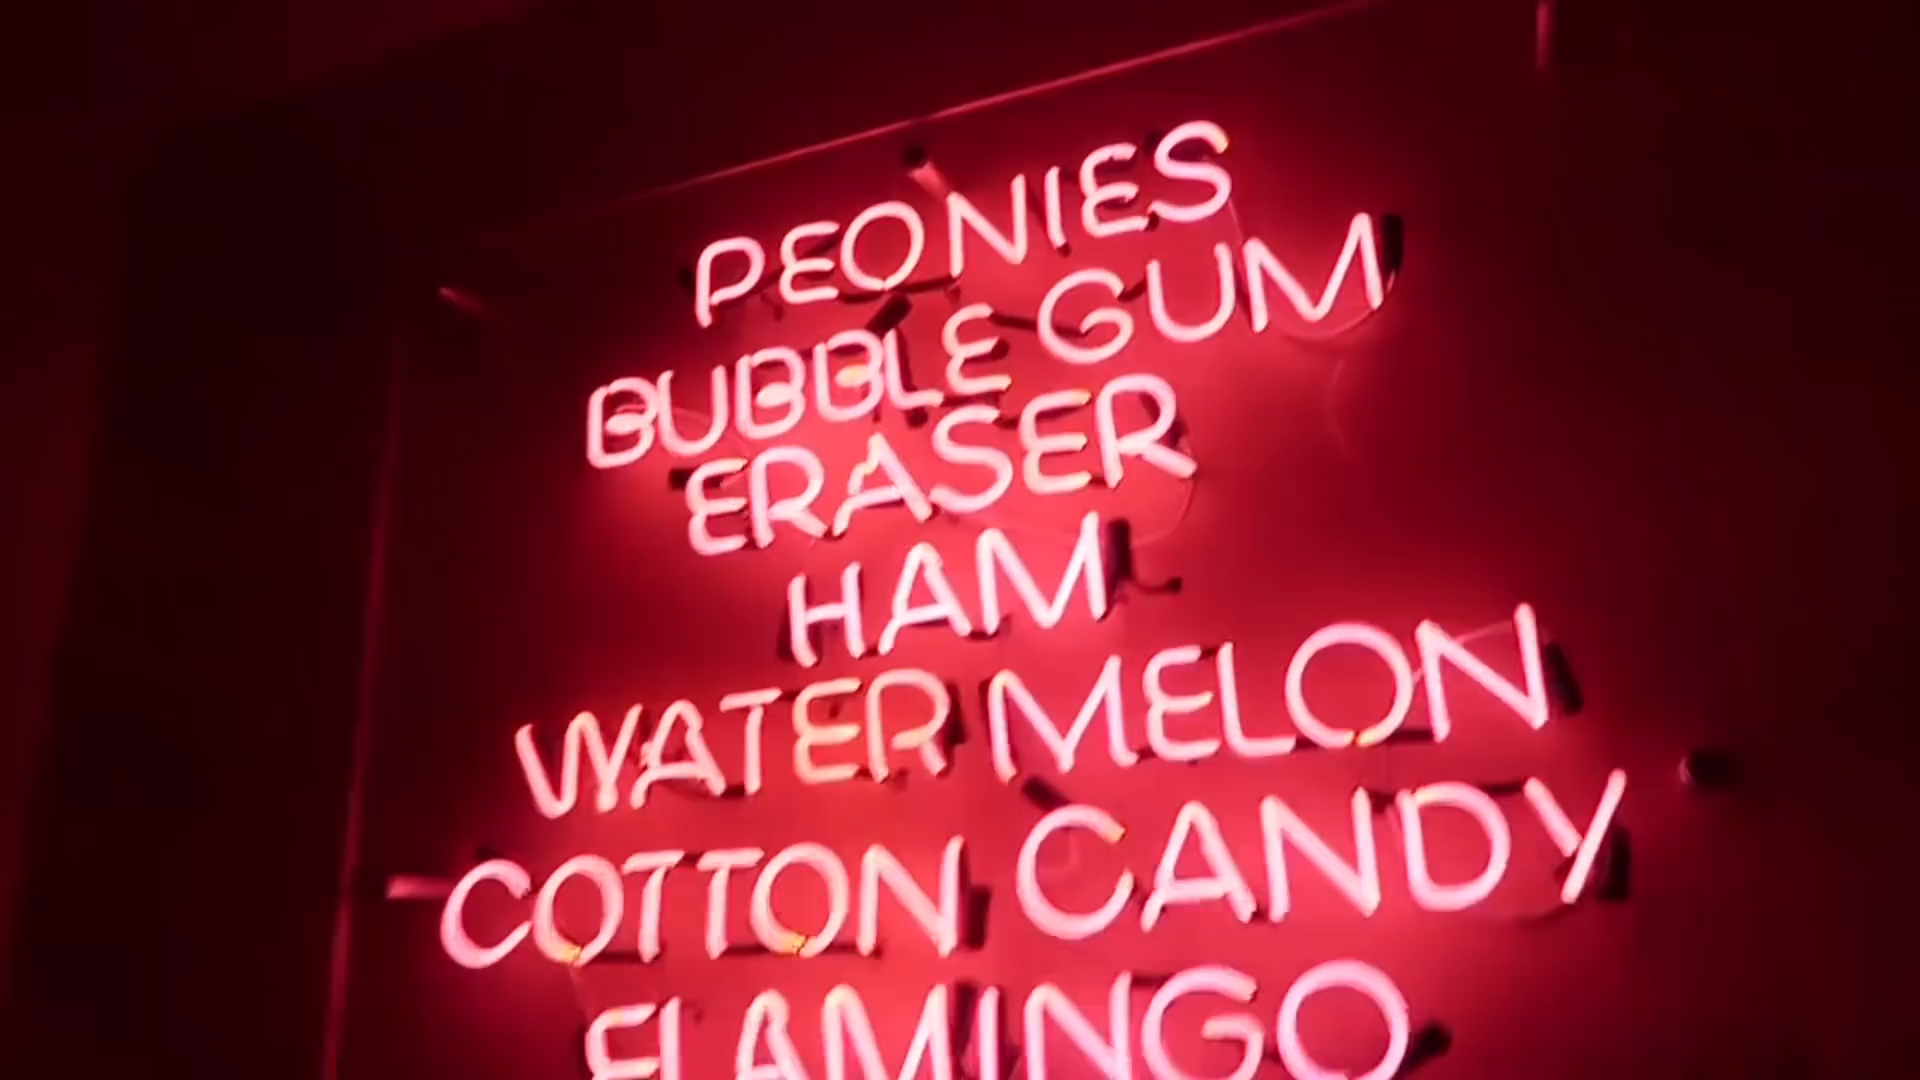 PEONIES
BUBBLE GUM
ERASER
HAM
WATER MELON
COTTON CANDY
FLAMINGO